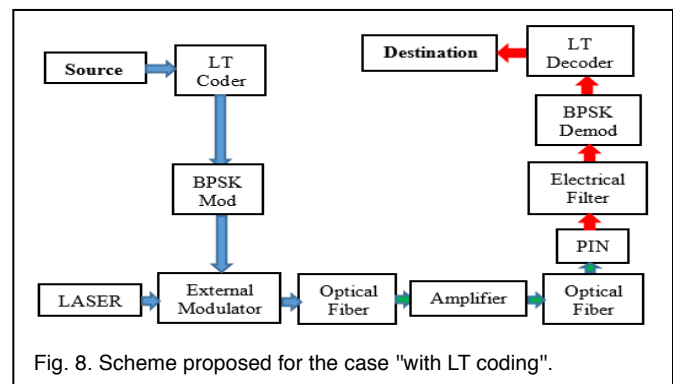 Source
LT
Coder
BPSK
Mod
LASER
External
Modulator
Optical
Fiber
Amplifier
Optical
Fiber
PIN
Electrical
Filter
BPSK
Demod
LT
Decoder
Destination
Fig. 8. Scheme proposed for the case "with LT coding".